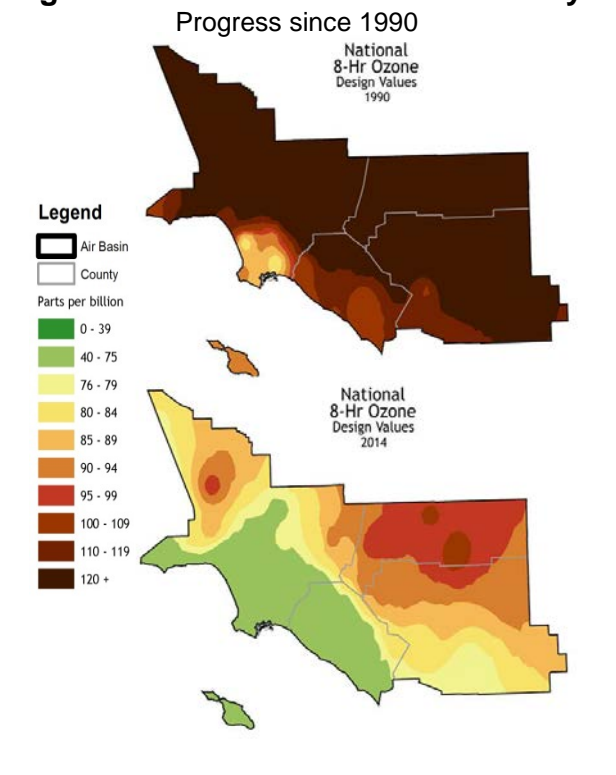 Progress since 1990
National
8-Hr Ozone
Design Values
1990
Legend
Air Basin
County
Parts per billion
0 - 39
40 - 75
76 - 79
80 - 84
85 - 89
90 - 94
95 - 99
100 - 109
110 - 119
120 +
National
8-Hr Ozone
Design Values
2014